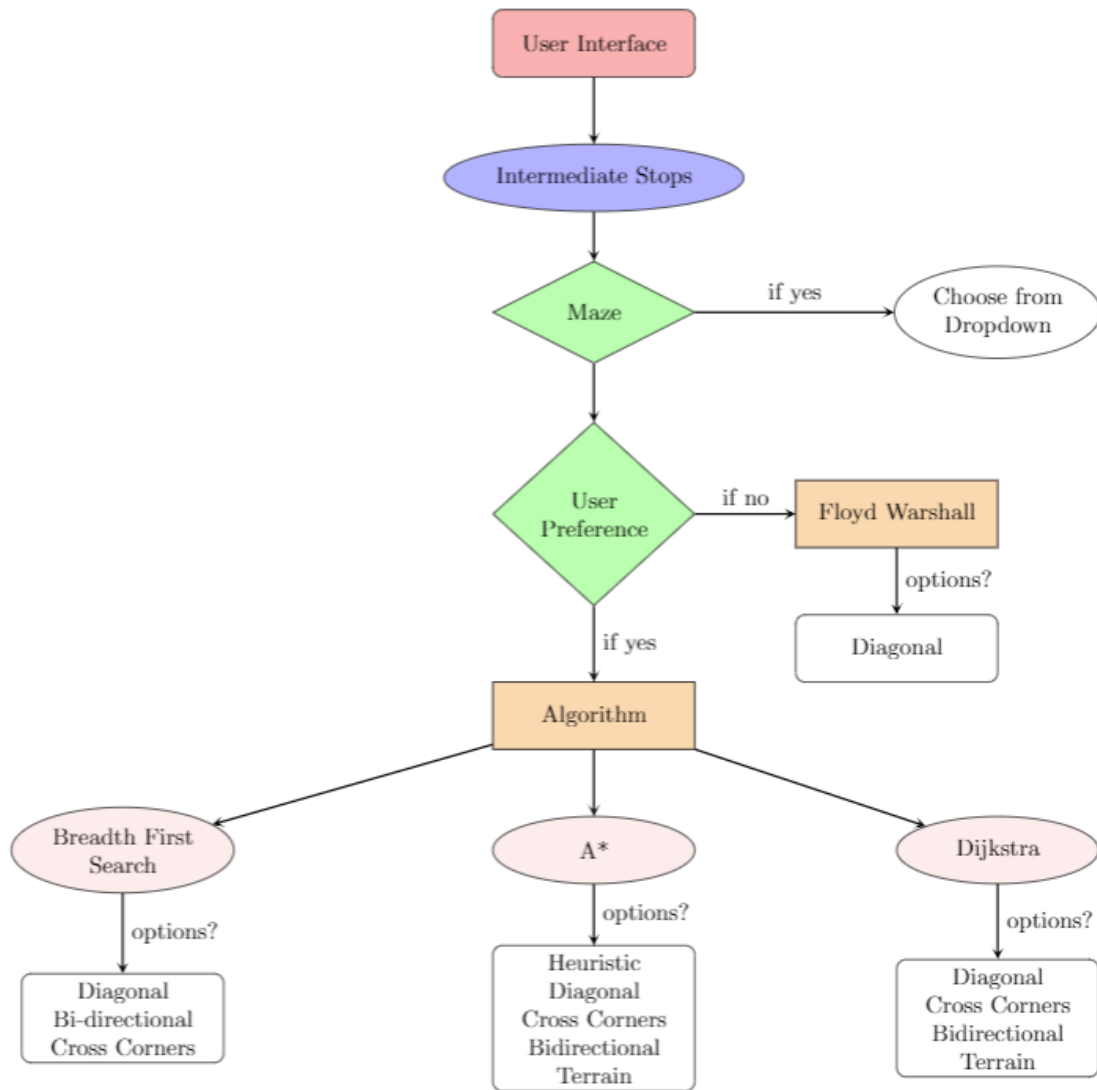 User Interface
Intermediate Stops
Maze
if yes
Choose from
Dropdown
User
Preference
if no
Floyd Warshall
options?
Diagonal
if yes
Algorithm
Breadth First
Search
A*
Dijkstra
options?
options?
options?
Diagonal
Bi-directional
Cross Corners
Heuristic
Diagonal
Cross Corners
Bidirectional
Terrain
Diagonal
Cross Corners
Bidirectional
Terrain